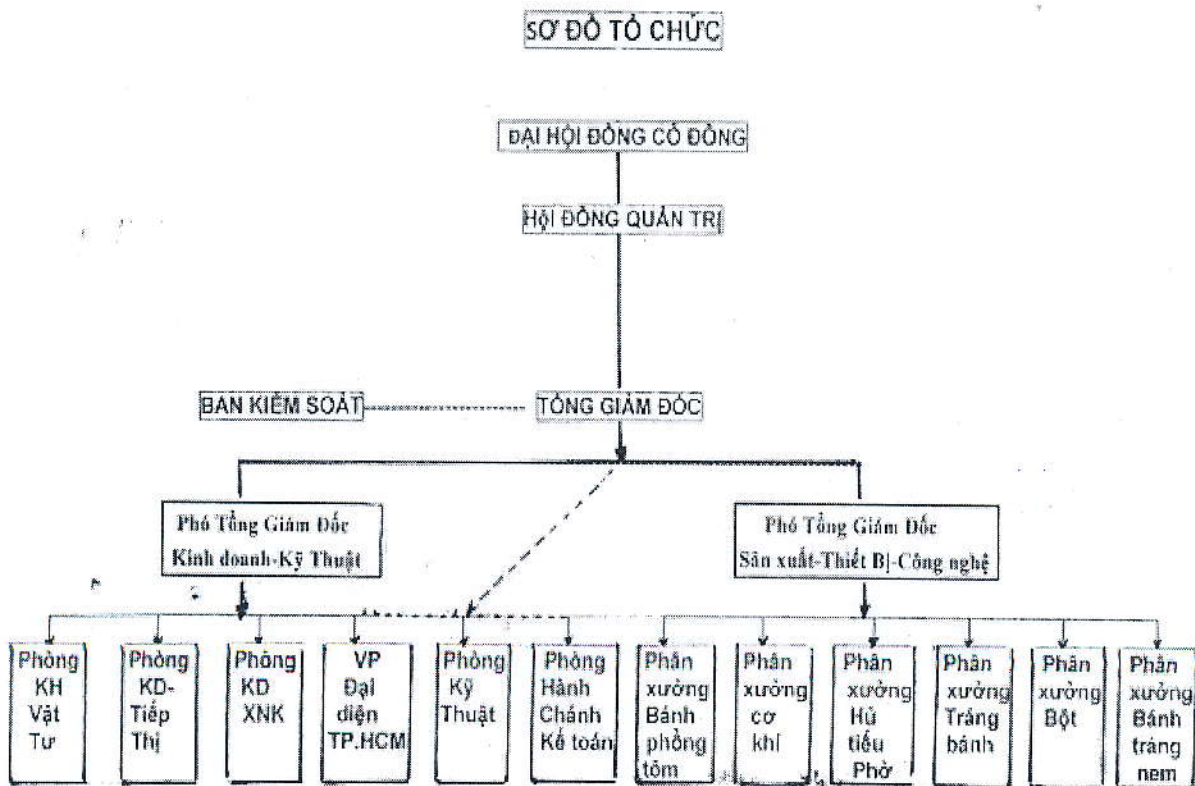 SƠ ĐỒ TỔ CHỨC
ĐẠI HỘI ĐỒNG CỔ ĐÔNG
HỘI ĐỒNG QUẢN TRỊ
BAN KIỂM SOÁT
TỔNG GIÁM ĐỐC
Phó Tổng Giám Đốc
Kinh doanh-Kỹ Thuật
Phó Tổng Giám Đốc
Sản xuất-Thiết Bị-Công nghệ
Phòng
KH
Vật
Tư
Phòng
KD-
Tiếp
Thị
Phòng
KD
XNK
VP
Đại
diện
TP.HCM
Phòng
Kỹ
Thuật
Phòng
Hành
Chánh
Kế toán
Phân
xưởng
Bánh
phồng
tôm
Phân
xưởng
cơ
khí
Phân
xưởng
Hủ
tiếu
Phở
Phân
xưởng
Tráng
bánh
Phân
xưởng
Bột
Phân
xưởng
Bánh
tráng
nem